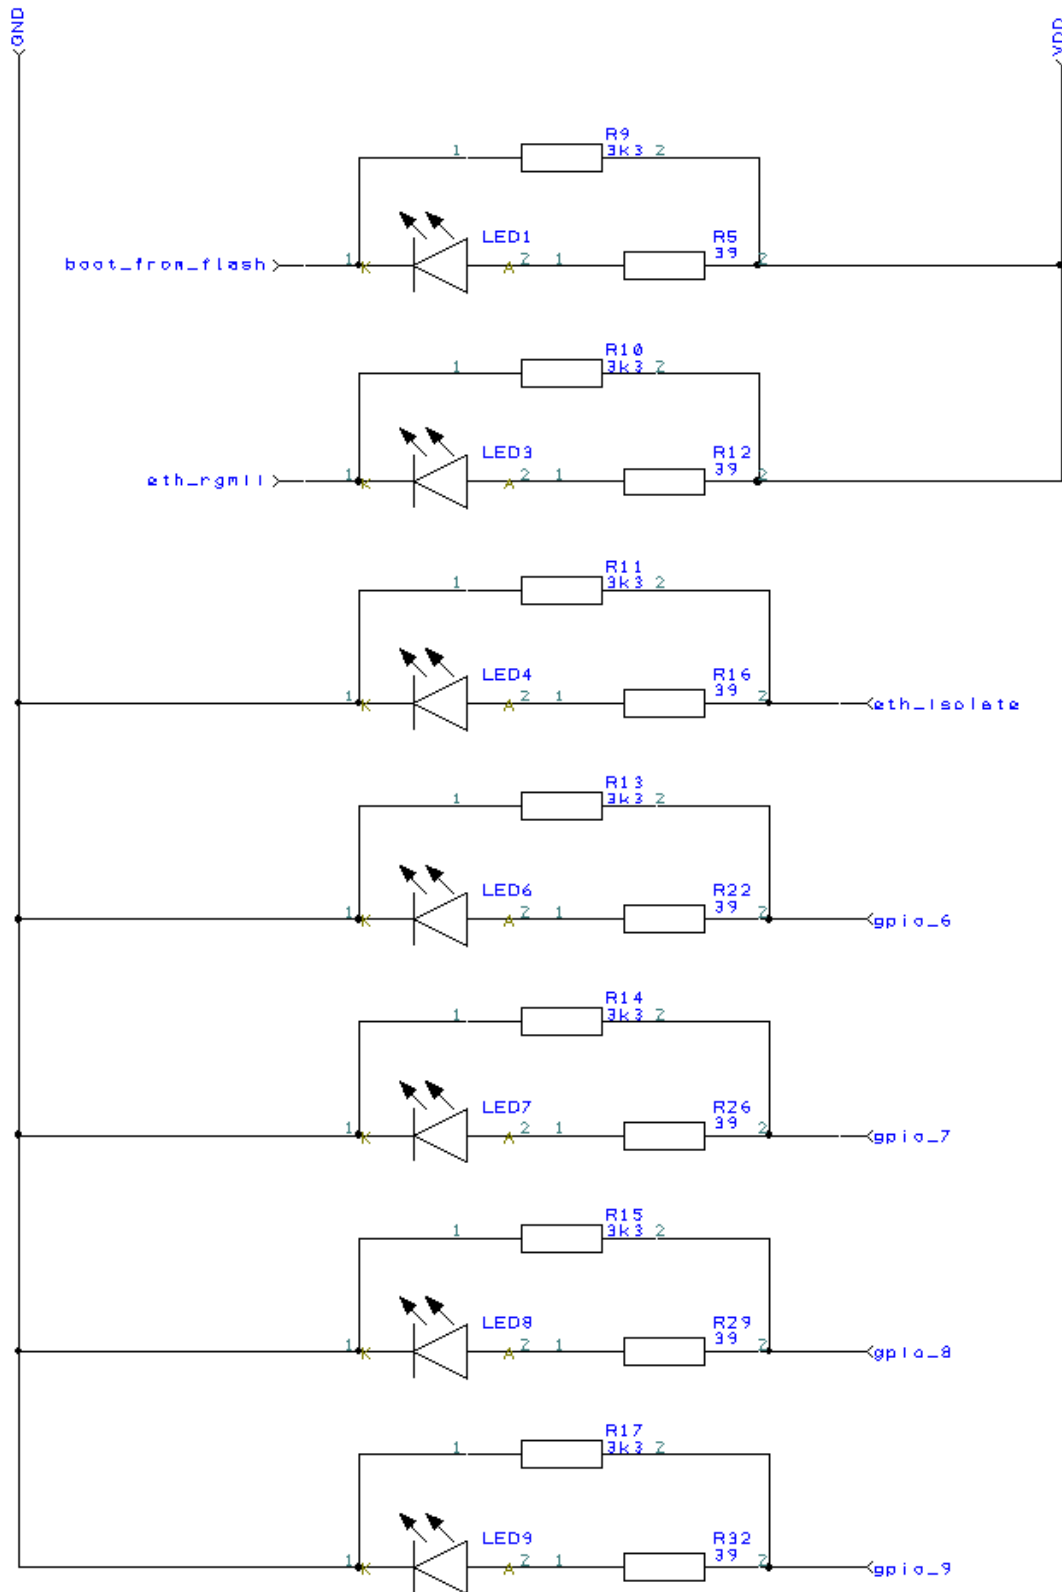 GND
VDD
R9
1 3k3 2
LED1
R5
39
boot_from_flash 1 K A 2 1 2
R10
1 3k3 2
LED3
R12
39
eth_rgmii 1 K A 2 1 2
R11
1 3k3 2
LED4
R16
39
1 K A 2 1 2 eth_isolate
R13
1 3k3 2
LED6
R22
39
1 K A 2 1 2 gpio_6
R14
1 3k3 2
LED7
R26
39
1 K A 2 1 2 gpio_7
R15
1 3k3 2
LED8
R29
39
1 K A 2 1 2 gpio_8
R17
1 3k3 2
LED9
R32
39
1 K A 2 1 2 gpio_9